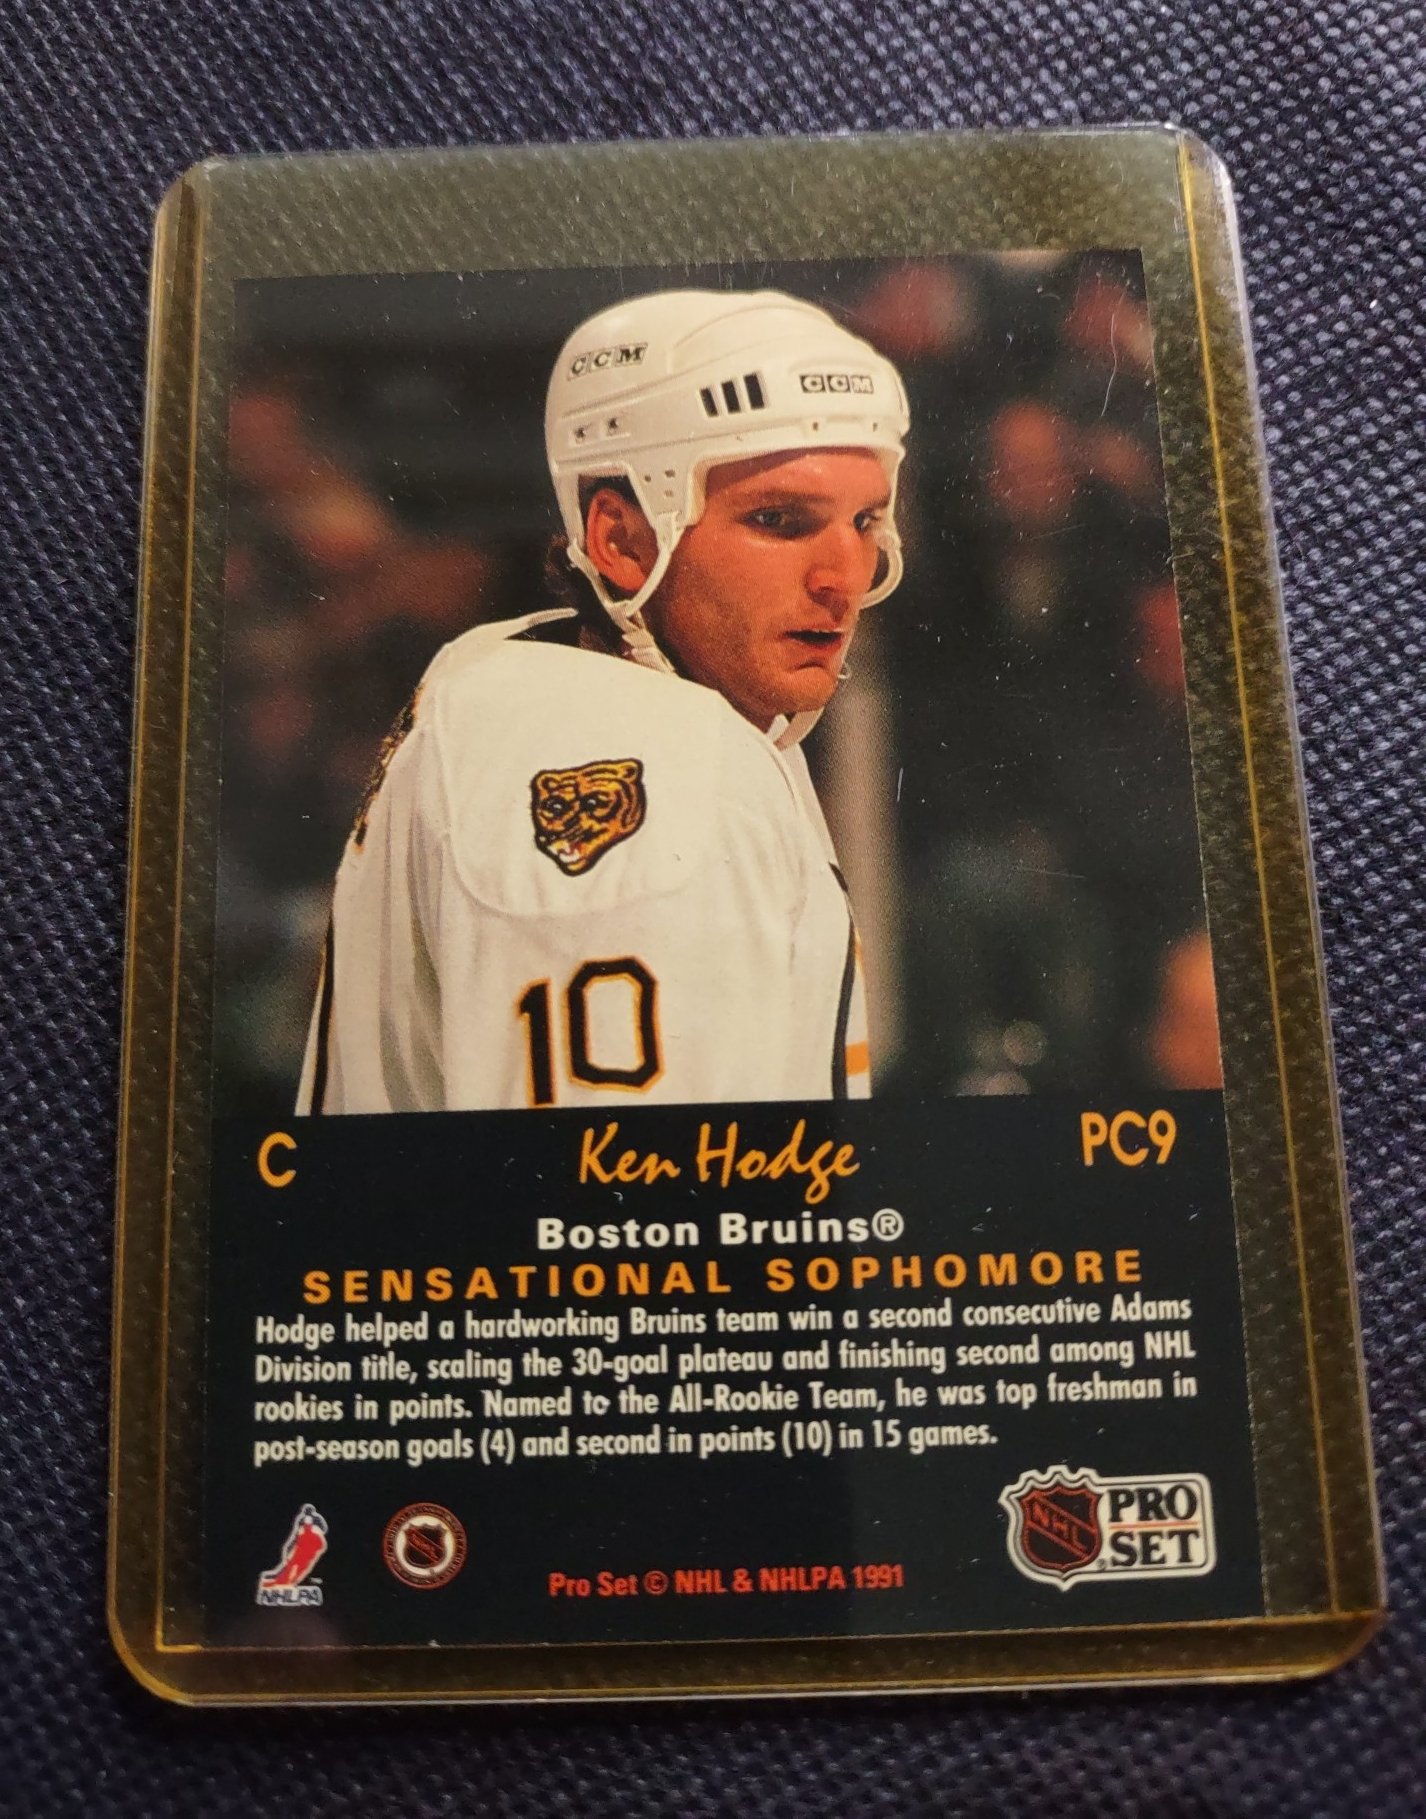 CCM
CCM
10
C Ken Hodge PC9
Boston Bruins®
SENSATIONAL SOPHOMORE
Hodge helped a hardworking Bruins team win a second consecutive Adams
Division title, scaling the 30-goal plateau and finishing second among NHL
rookies in points. Named to the All-Rookie Team, he was top freshman in
post-season goals (4) and second in points (10) in 15 games.
NHL PRO
SET
NHL
NHLPA
Pro Set © NHL & NHLPA 1991